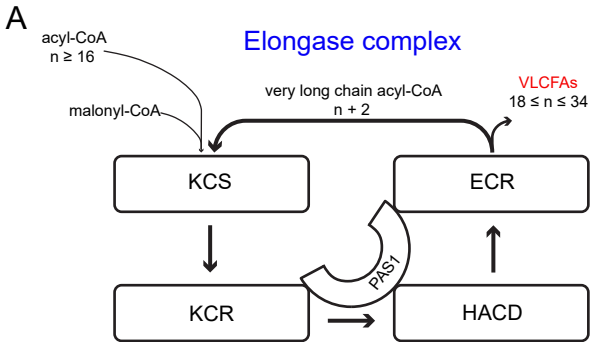 A
acyl-CoA
n ≥ 16
Elongase complex
malonyl-CoA
very long chain acyl-CoA
n + 2
VLCFAs
18 ≤ n ≤ 34
KCS
ECR
PAS1
KCR
HACD